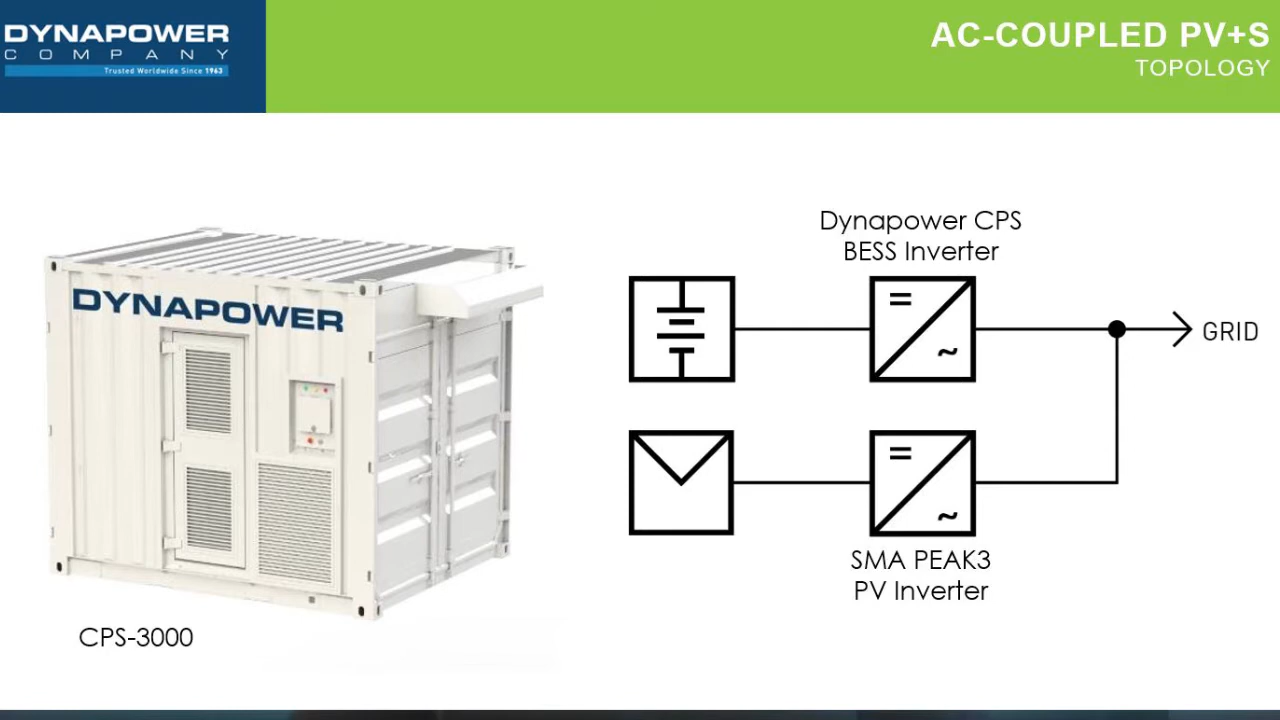 DYNAPOWER
COMPANY
Trusted Worldwide Since 1963
AC-COUPLED PV+S
TOPOLOGY
DYNAPOWER
CPS-3000
Dynapower CPS
BESS Inverter
=
~
GRID
=
~
SMA PEAK3
PV Inverter